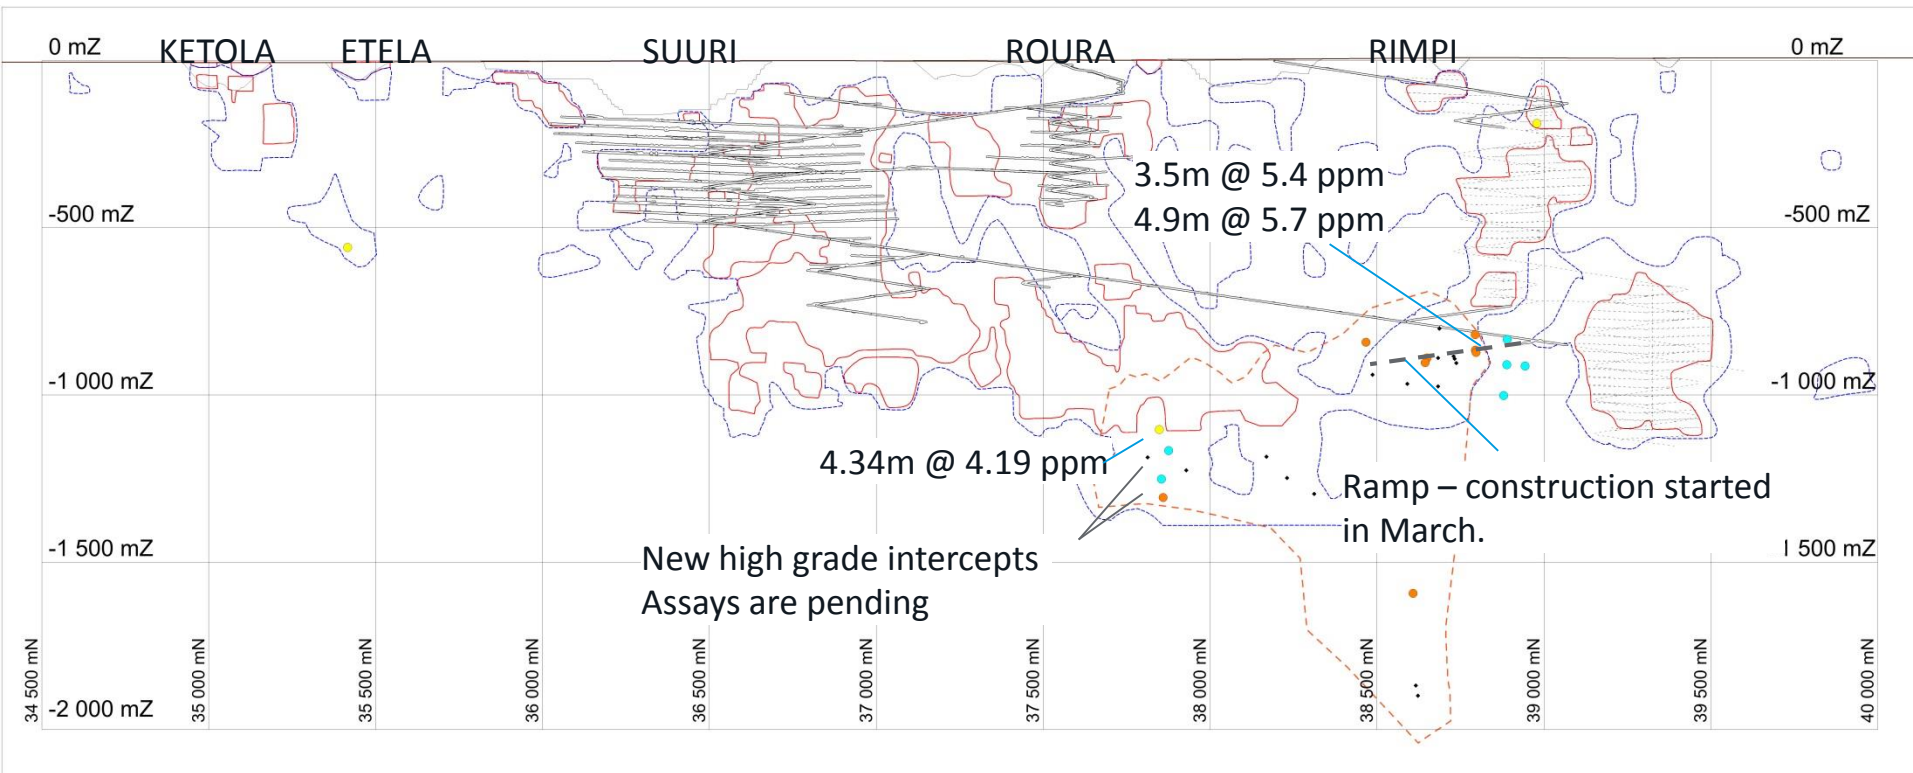 KETOLA ETELA SUURI ROURA RIMPI
0 mZ 0 mZ
3.5m @ 5.4 ppm
4.9m @ 5.7 ppm
-500 mZ -500 mZ
-1 000 mZ -1 000 mZ
4.34m @ 4.19 ppm
Ramp – construction started
in March.
New high grade intercepts
Assays are pending
-1 500 mZ 500 mZ
-2 000 mZ
34 500 mN 35 000 mN 35 500 mN 36 000 mN 36 500 mN 37 000 mN 37 500 mN 38 000 mN 38 500 mN 39 000 mN 39 500 mN 40 000 mN